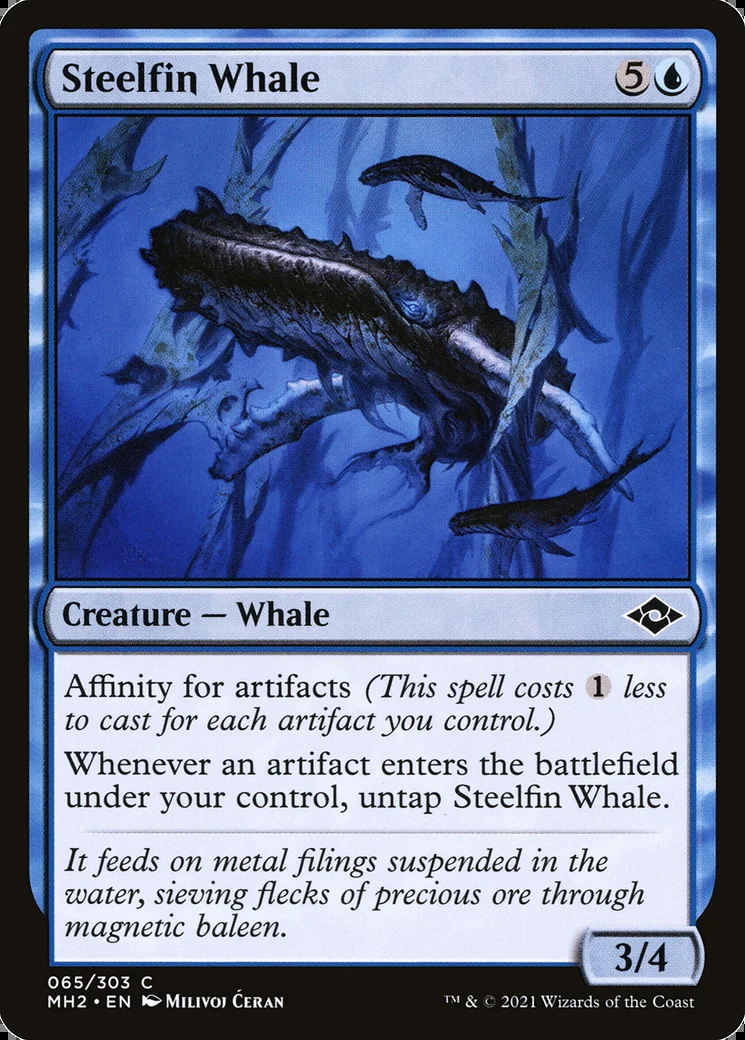 Steelfin Whale 5
Creature — Whale
Affinity for artifacts (This spell costs 1 less
to cast for each artifact you control.)
Whenever an artifact enters the battlefield
under your control, untap Steelfin Whale.
It feeds on metal filings suspended in the
water, sieving flecks of precious ore through
magnetic baleen.
3/4
065/303 C
MH2 • EN Milivoj Ćeran
™ & © 2021 Wizards of the Coast